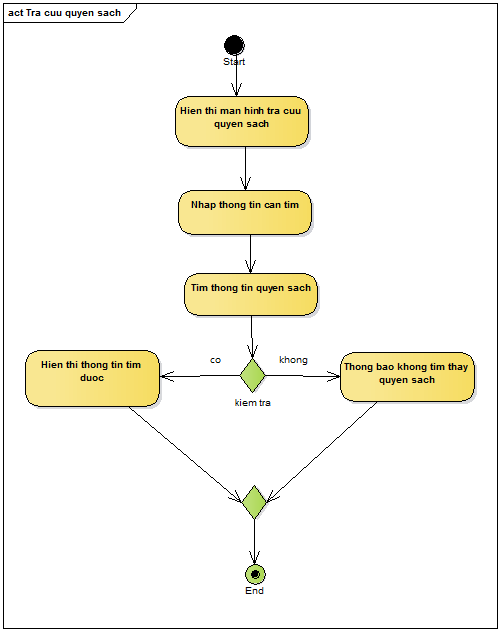 act Tra cuu quyen sach
Start
Hien thi man hinh tra cuu
quyen sach
Nhap thong tin can tim
Tim thong tin quyen sach
co
khong
Hien thi thong tin tim
duoc
Thong bao khong tim thay
quyen sach
kiem tra
End